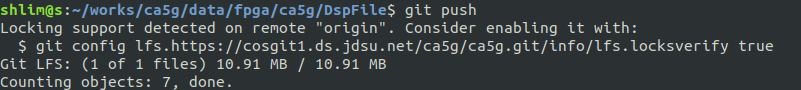 shlim@s:~/works/ca5g/data/fpga/ca5g/DspFile$ git push
Locking support detected on remote "origin". Consider enabling it with:
  $ git config lfs.https://cosgit1.ds.jdsu.net/ca5g/ca5g.git/info/lfs.locksverify true
Git LFS: (1 of 1 files) 10.91 MB / 10.91 MB
Counting objects: 7, done.